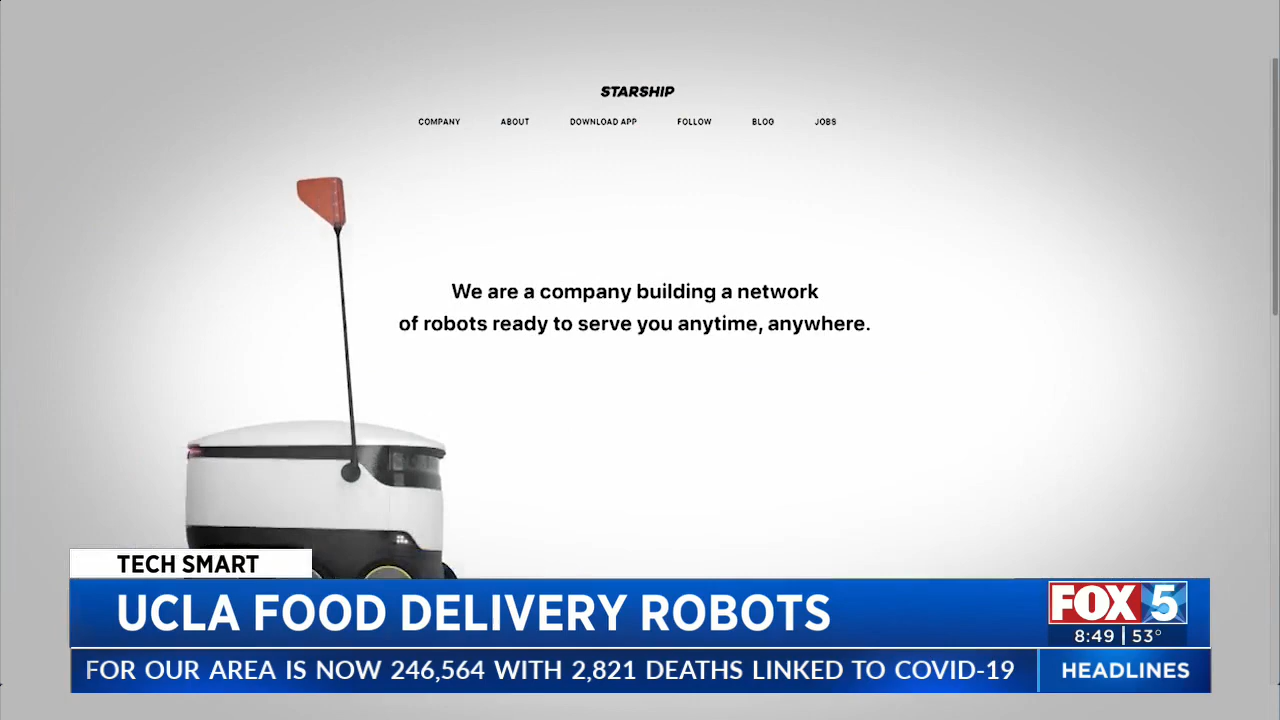 STARSHIP
COMPANY ABOUT DOWNLOAD APP FOLLOW BLOG JOBS
We are a company building a network
of robots ready to serve you anytime, anywhere.
TECH SMART
UCLA FOOD DELIVERY ROBOTS
FOX 5
8:49 53°
FOR OUR AREA IS NOW 246,564 WITH 2,821 DEATHS LINKED TO COVID-19
HEADLINES